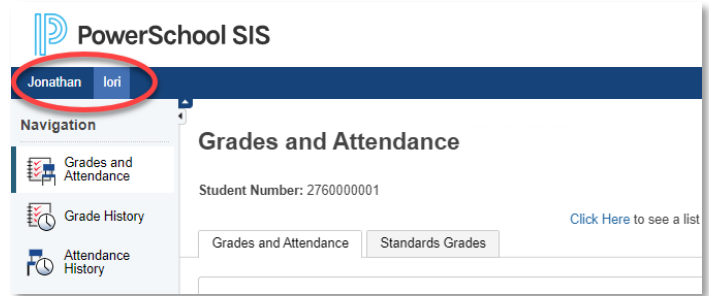 PowerSchool SIS
Jonathan Iori
Navigation
Grades and Attendance
Grades and
Attendance
Student Number: 2760000001
Grade History
Click Here to see a list
Grades and Attendance Standards Grades
Attendance
History